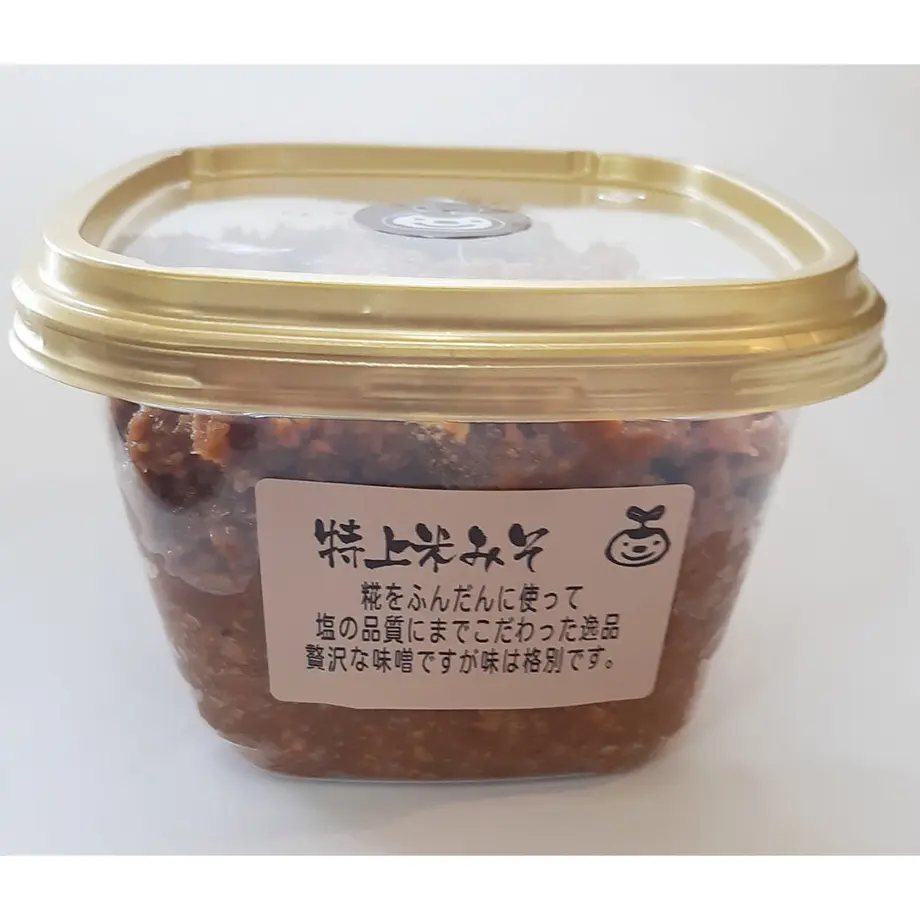 特上米みそ
糀をふんだんに使って
塩の品質にまでこだわった逸品
贅沢な味噌ですが味は格別です。